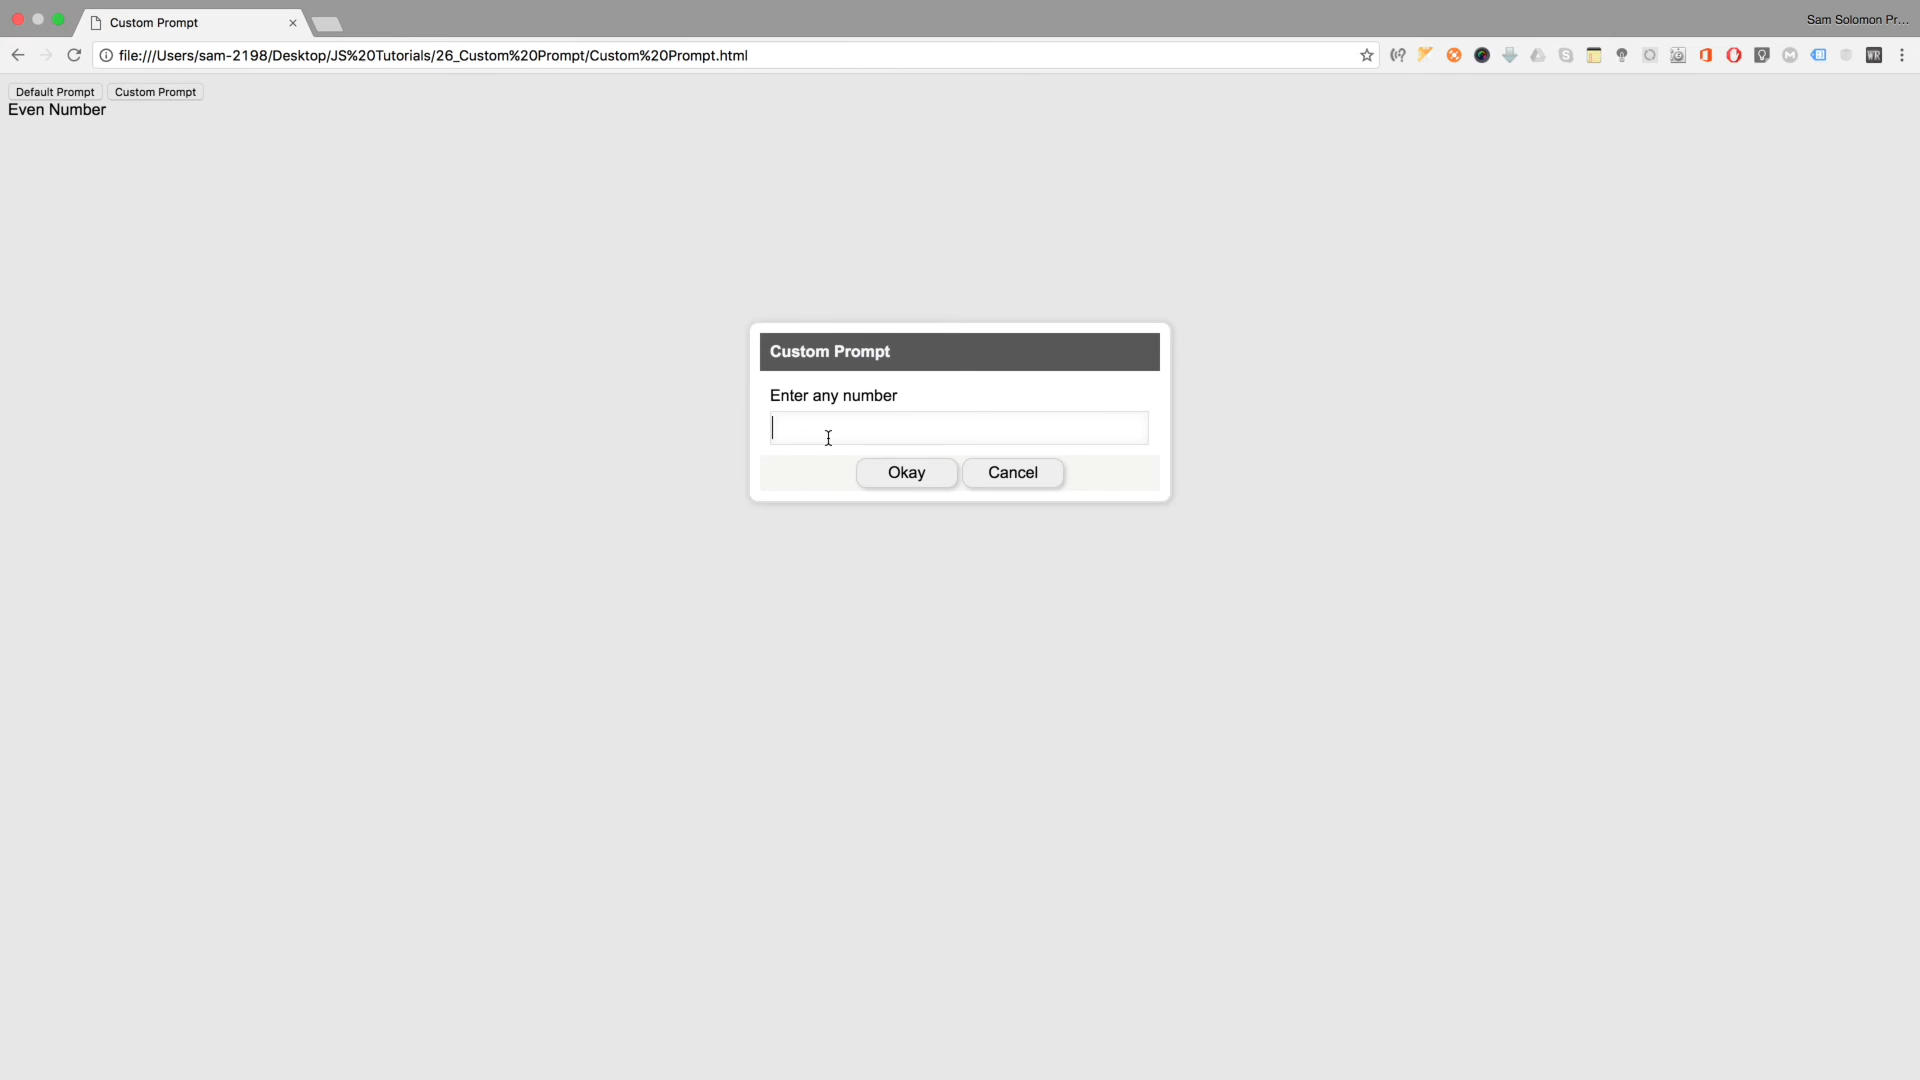 Custom Prompt
Sam Solomon Pr...
file:///Users/sam-2198/Desktop/JS%20Tutorials/26_Custom%20Prompt/Custom%20Prompt.html
Default Prompt Custom Prompt
Even Number
Custom Prompt
Enter any number
Okay Cancel